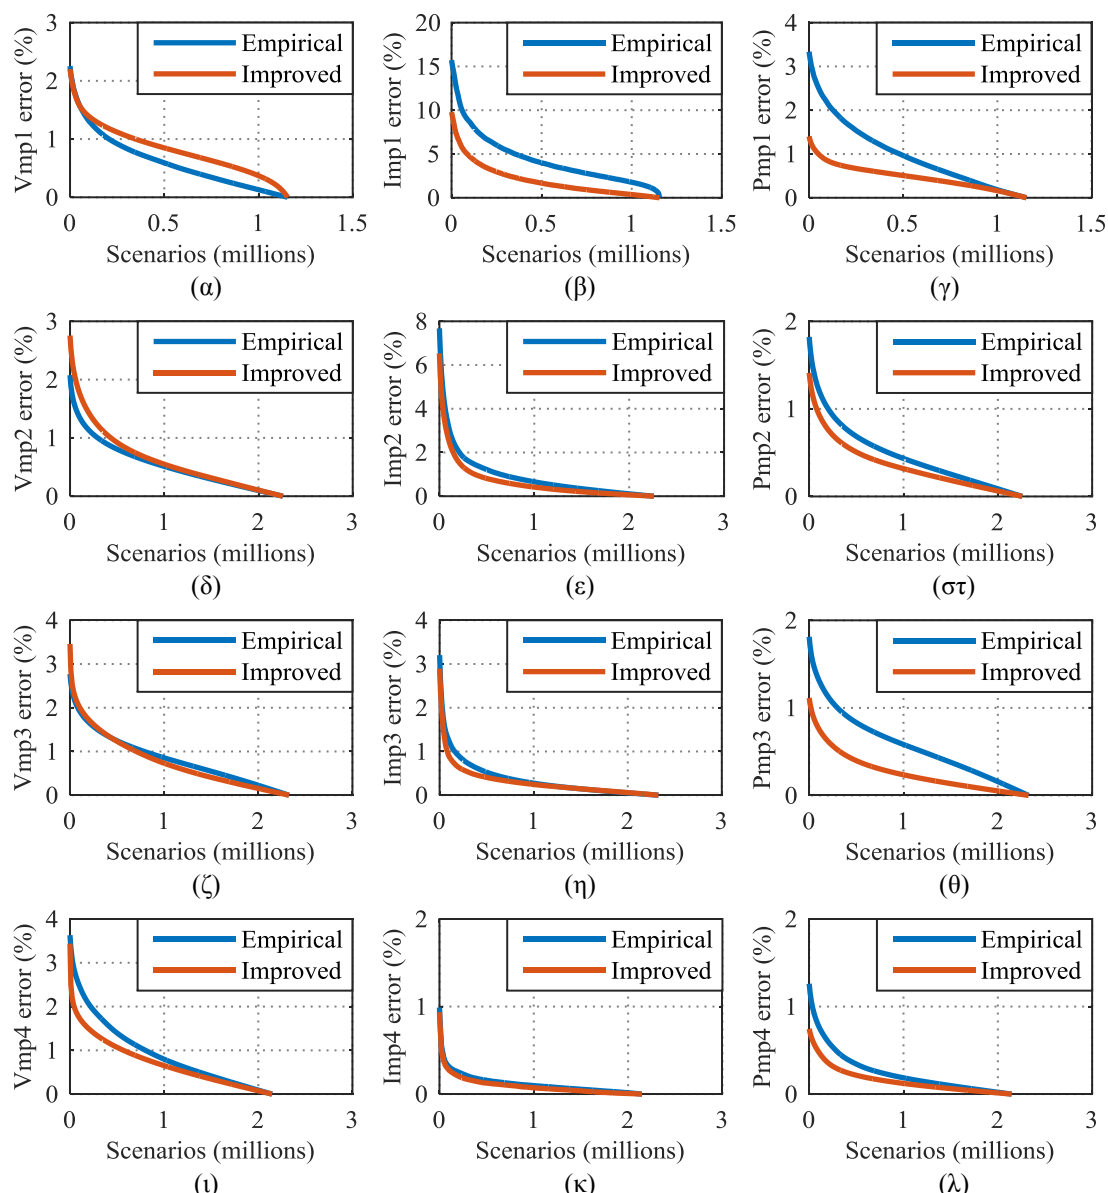 Vmp1 error (%)
3
2
1
0
Empirical
Improved
0 0.5 1 1.5
Scenarios (millions)
(α)
Imp1 error (%)
20
15
10
5
0
Empirical
Improved
0 0.5 1 1.5
Scenarios (millions)
(β)
Pmp1 error (%)
4
3
2
1
0
Empirical
Improved
0 0.5 1 1.5
Scenarios (millions)
(γ)
Vmp2 error (%)
3
2
1
0
Empirical
Improved
0 1 2 3
Scenarios (millions)
(δ)
Imp2 error (%)
8
6
4
2
0
Empirical
Improved
0 1 2 3
Scenarios (millions)
(ε)
Pmp2 error (%)
2
1
0
Empirical
Improved
0 1 2 3
Scenarios (millions)
(στ)
Vmp3 error (%)
4
3
2
1
0
Empirical
Improved
0 1 2 3
Scenarios (millions)
(ζ)
Imp3 error (%)
4
3
2
1
0
Empirical
Improved
0 1 2 3
Scenarios (millions)
(η)
Pmp3 error (%)
2
1
0
Empirical
Improved
0 1 2 3
Scenarios (millions)
(θ)
Vmp4 error (%)
4
3
2
1
0
Empirical
Improved
0 1 2 3
Scenarios (millions)
(ι)
Imp4 error (%)
2
1
0
Empirical
Improved
0 1 2 3
Scenarios (millions)
(κ)
Pmp4 error (%)
2
1
0
Empirical
Improved
0 1 2 3
Scenarios (millions)
(λ)